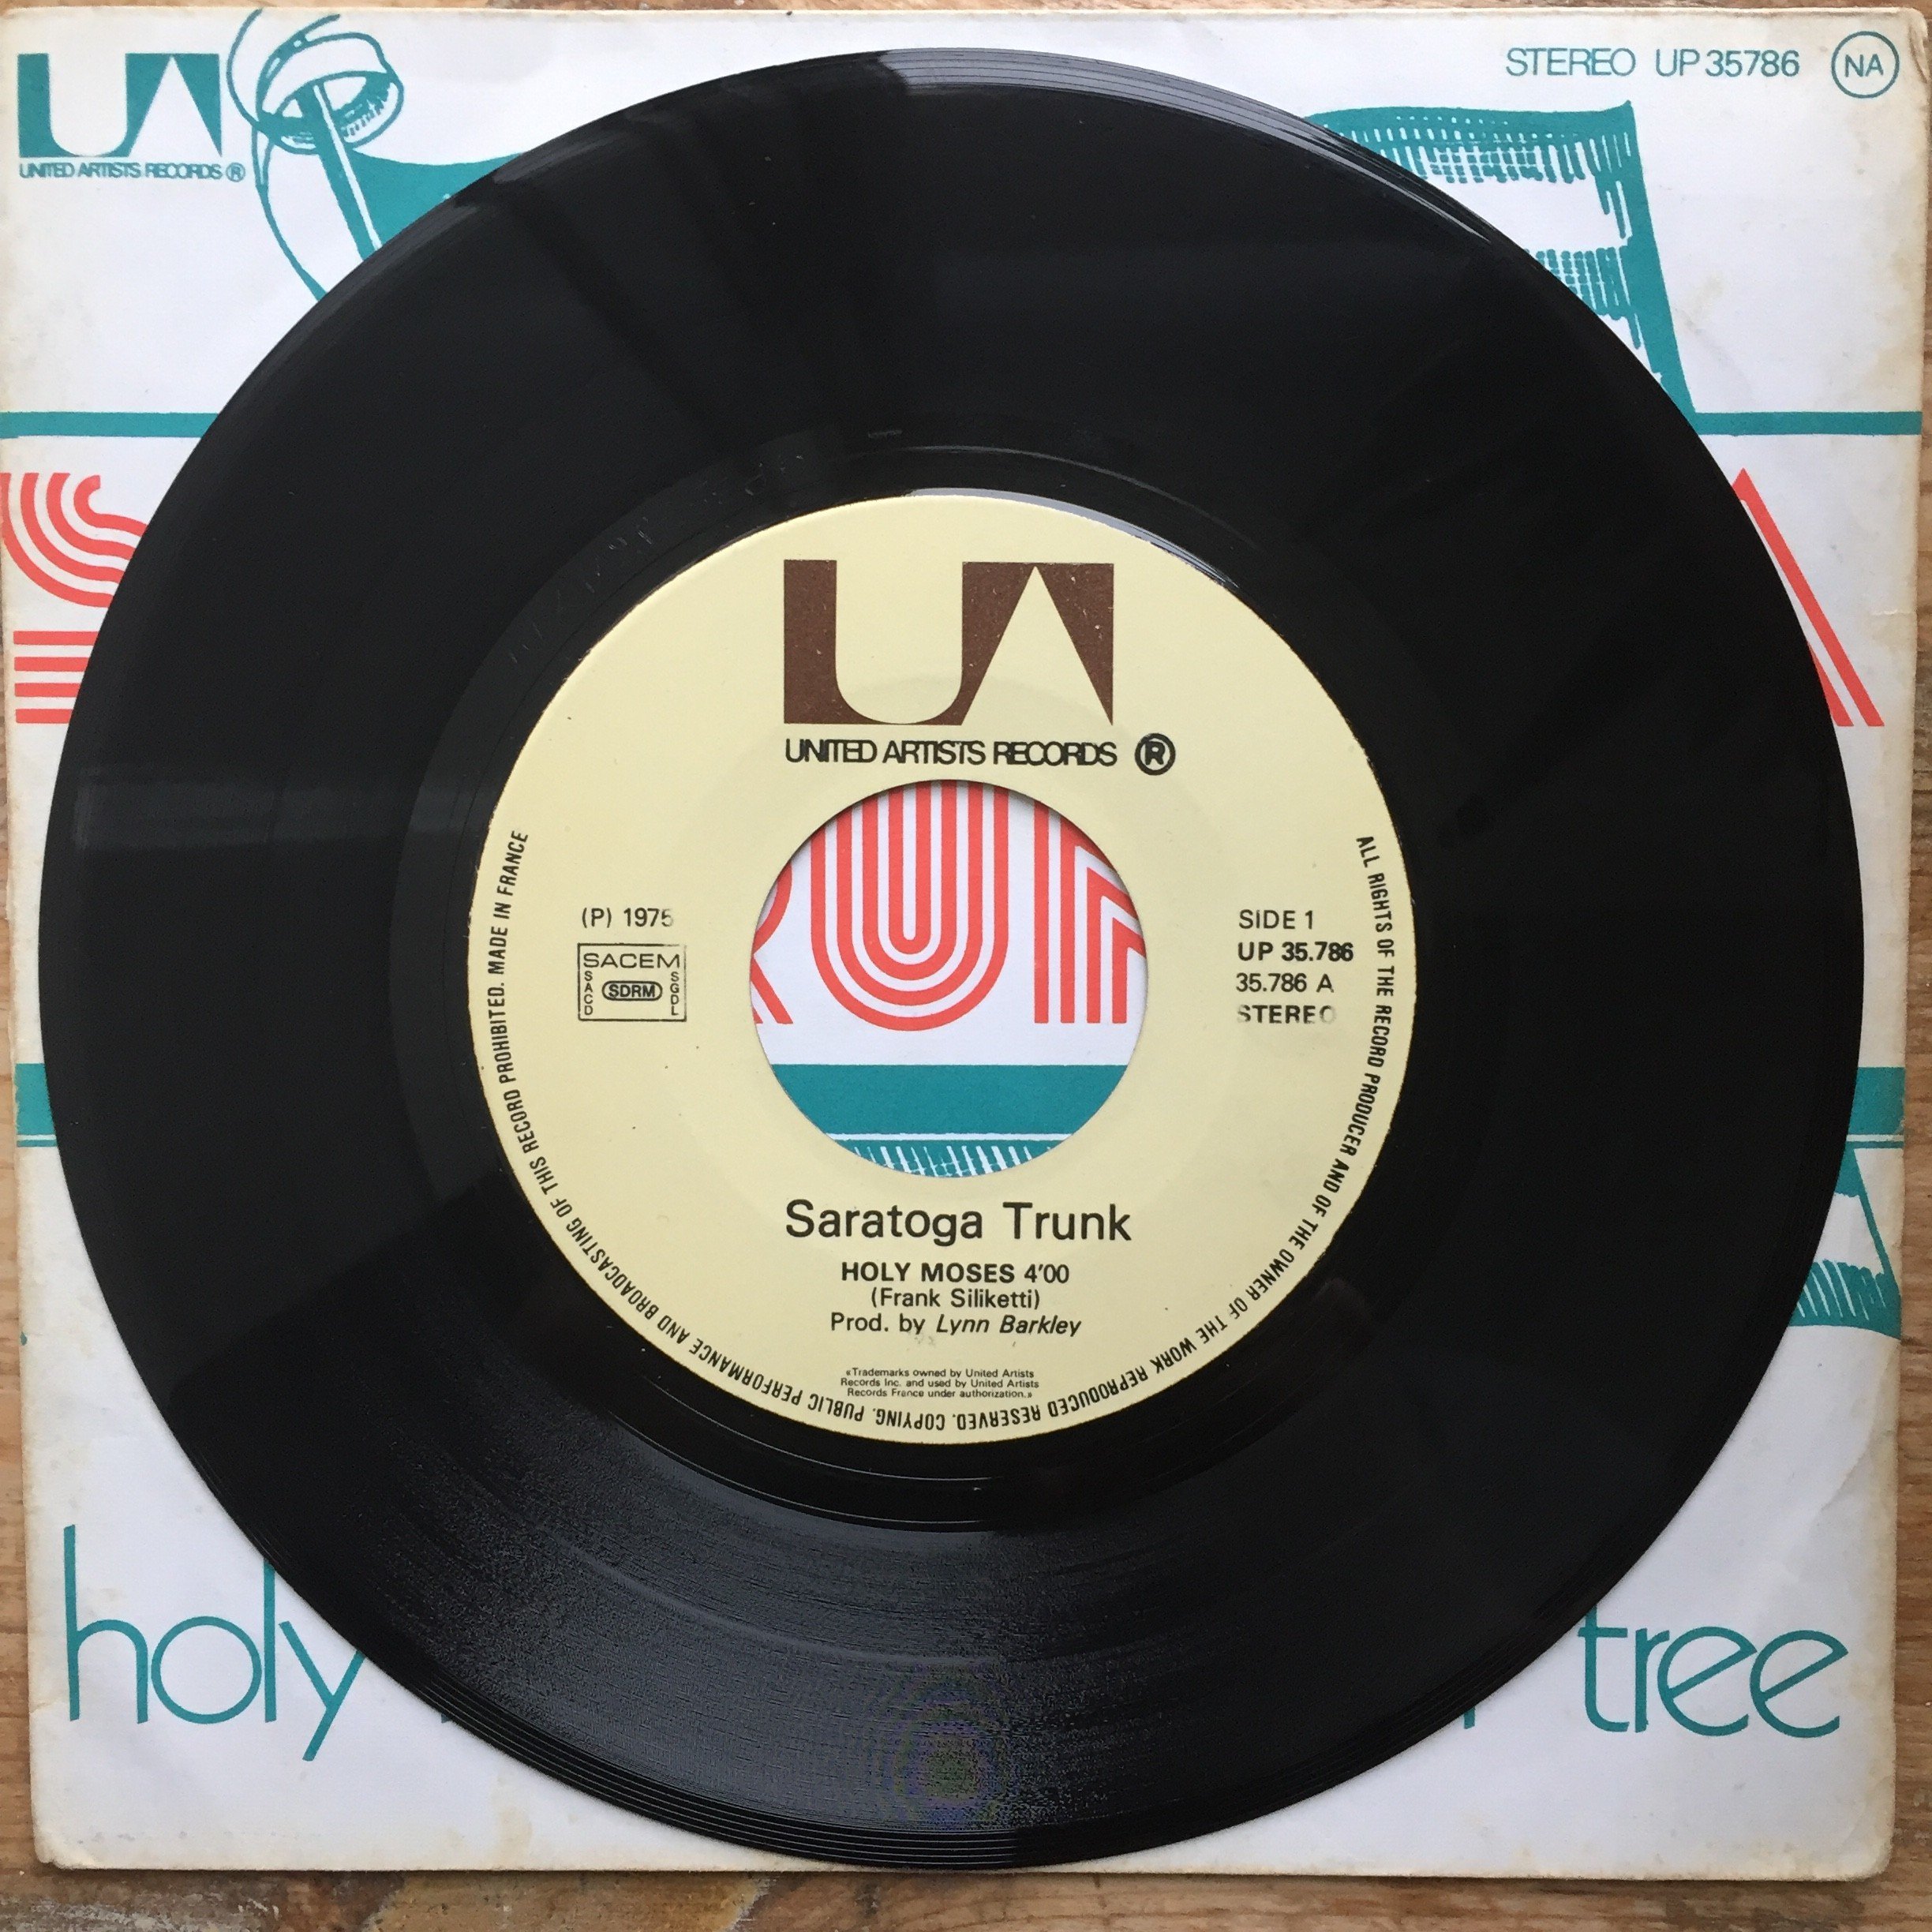 UA
UNITED ARTISTS RECORDS ®
STEREO UP 35786 NA
UA
UNITED ARTISTS RECORDS ®
(P) 1975
SACEM
SACD
SDRM
SGDL
SIDE 1
UP 35.786
35.786 A
STEREO
Saratoga Trunk
HOLY MOSES 4'00
(Frank Siliketti)
Prod. by Lynn Barkley
«Trademarks owned by United Artists
Records Inc. and used by United Artists
Records France under authorization.»
ALL RIGHTS OF THE RECORD PRODUCER AND OF THE OWNER OF THE WORK REPRODUCED RESERVED. COPYING. PUBLIC PERFORMANCE AND BROADCASTING OF THIS RECORD PROHIBITED. MADE IN FRANCE
holy tree